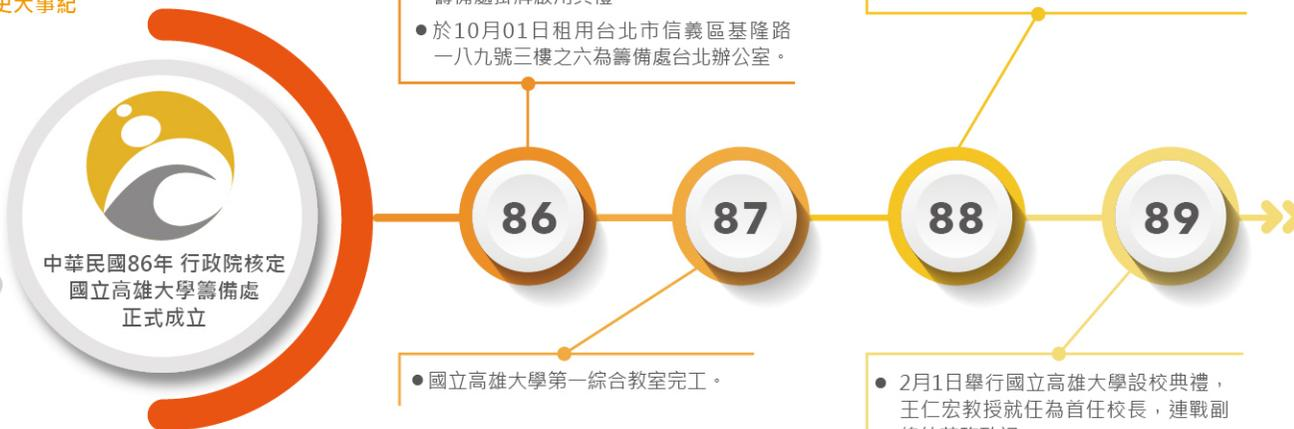 史大事紀
於10月01日租用台北市信義區基隆路
一八九號三樓之六為籌備處台北辦公室。
86
87
88
89
中華民國86年 行政院核定
國立高雄大學籌備處
正式成立
國立高雄大學第一綜合教室完工。
2月1日舉行國立高雄大學設校典禮，
王仁宏教授就任為首任校長，連戰副